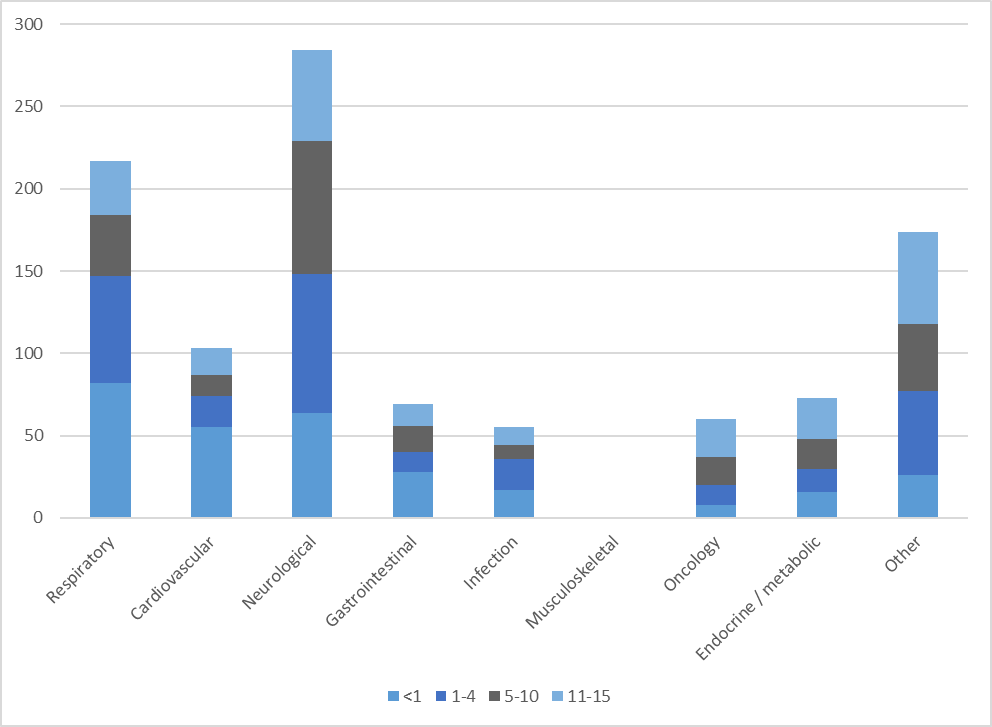 300
250
200
150
100
50
0
Respiratory
Cardiovascular
Neurological
Gastrointestinal
Infection
Musculoskeletal
Oncology
Endocrine / metabolic
Other
<1 1-4 5-10 11-15